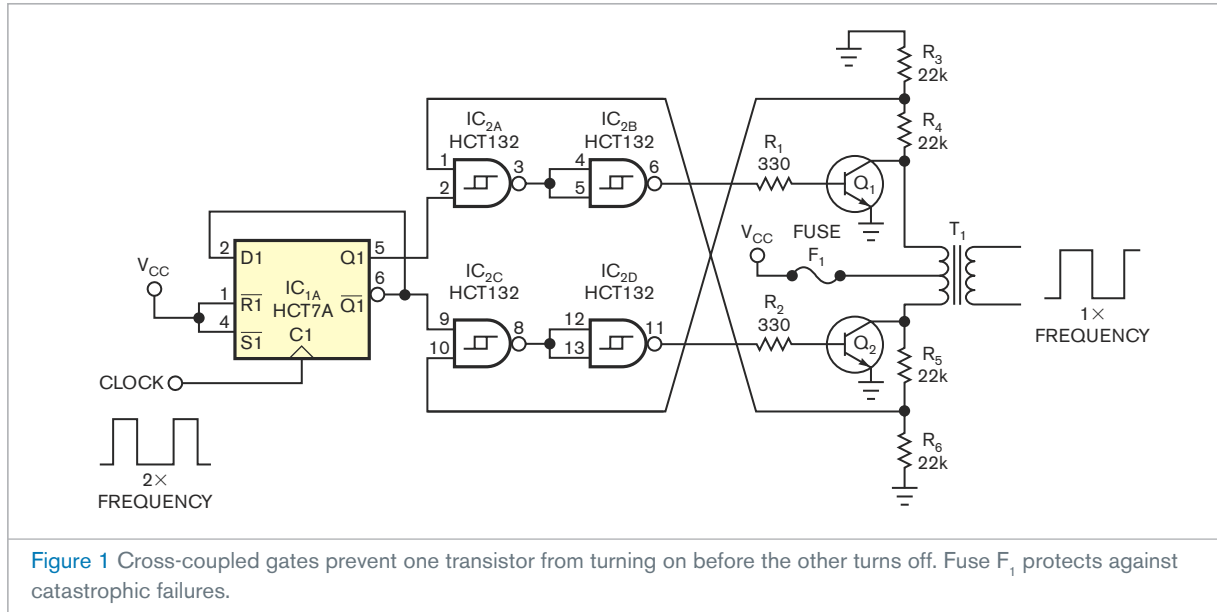 R3
22k
R4
22k
IC2A
HCT132
IC2B
HCT132
R1
330
1
2
3
4
5
6
Q1
VCC
FUSE
F1
T1
2
D1
Q1
5
6
VCC
IC1A
HCT7A
1
R1
Q1
4
S1
C1
IC2C
HCT132
IC2D
HCT132
9
10
8
12
13
11
R2
330
Q2
R5
22k
1×
FREQUENCY
CLOCK
R6
22k
2×
FREQUENCY
Figure 1 Cross-coupled gates prevent one transistor from turning on before the other turns off. Fuse F1 protects against
catastrophic failures.